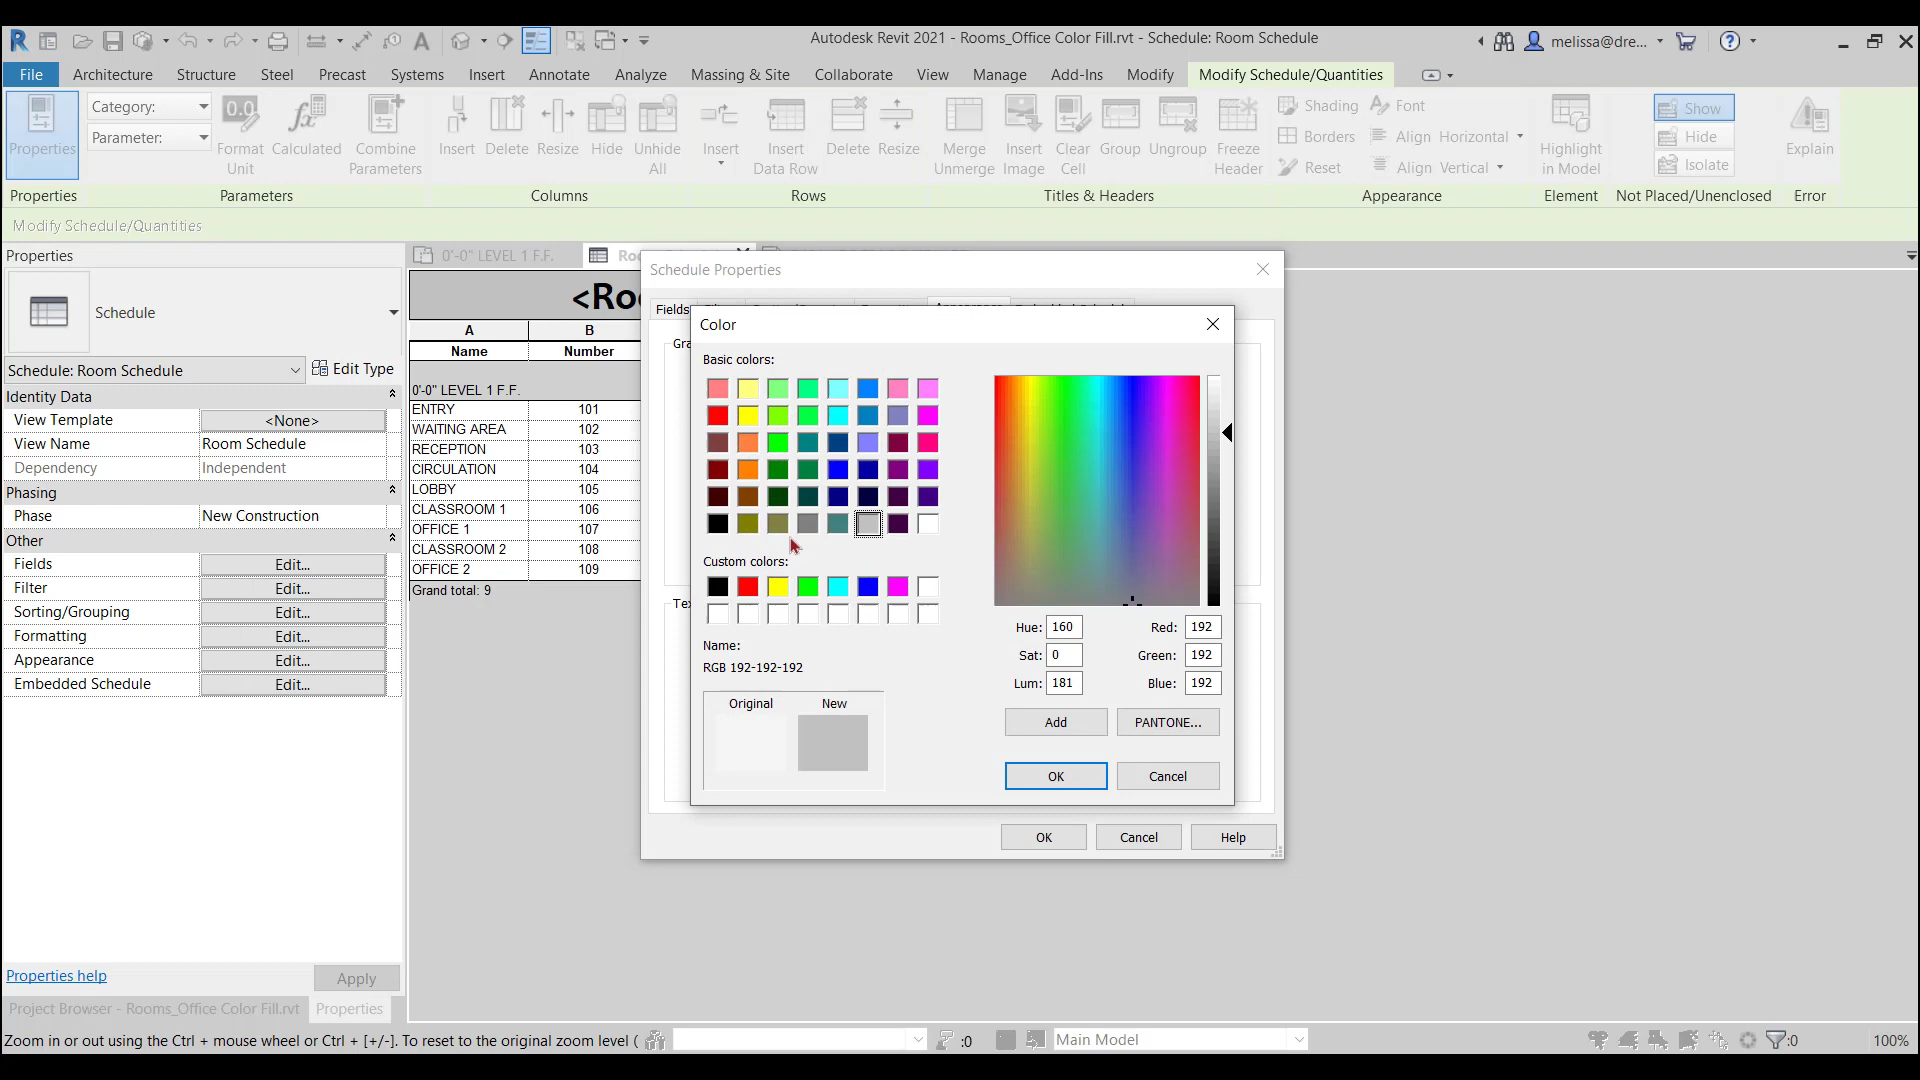 Autodesk Revit 2021 - Rooms_Office Color Fill.rvt - Schedule: Room Schedule
melissa@dre...
File Architecture Structure Steel Precast Systems Insert Annotate Analyze Massing & Site Collaborate View Manage Add-Ins Modify Modify Schedule/Quantities
Properties
Category:
Parameter:
Format Unit
Calculated
Combine Parameters
Insert
Delete
Resize
Hide
Unhide All
Insert
Insert Data Row
Delete
Resize
Merge Unmerge
Insert Image
Clear Cell
Group
Ungroup
Freeze Header
Shading
Borders
Reset
Font
Align Horizontal
Align Vertical
Highlight in Model
Show
Hide
Isolate
Explain
Properties Parameters Columns Rows Titles & Headers Appearance Element Not Placed/Unenclosed Error
Modify Schedule/Quantities
Properties
Schedule
Schedule: Room Schedule Edit Type
Identity Data
View Template <None>
View Name Room Schedule
Dependency Independent
Phasing
Phase New Construction
Other
Fields Edit...
Filter Edit...
Sorting/Grouping Edit...
Formatting Edit...
Appearance Edit...
Embedded Schedule Edit...
Properties help Apply
Project Browser - Rooms_Office Color Fill.rvt Properties
0'-0" LEVEL 1 F.F.
<Roo
A B
Name Number
0'-0" LEVEL 1 F.F.
ENTRY 101
WAITING AREA 102
RECEPTION 103
CIRCULATION 104
LOBBY 105
CLASSROOM 1 106
OFFICE 1 107
CLASSROOM 2 108
OFFICE 2 109
Grand total: 9
Schedule Properties
Fields
Gra
Tex
Color
Basic colors:
Custom colors:
Name:
RGB 192-192-192
Original New
Hue: 160 Red: 192
Sat: 0 Green: 192
Lum: 181 Blue: 192
Add PANTONE...
OK Cancel
OK Cancel Help
Zoom in or out using the Ctrl + mouse wheel or Ctrl + [+/-]. To reset to the original zoom level (
:0
Main Model
:0
100%